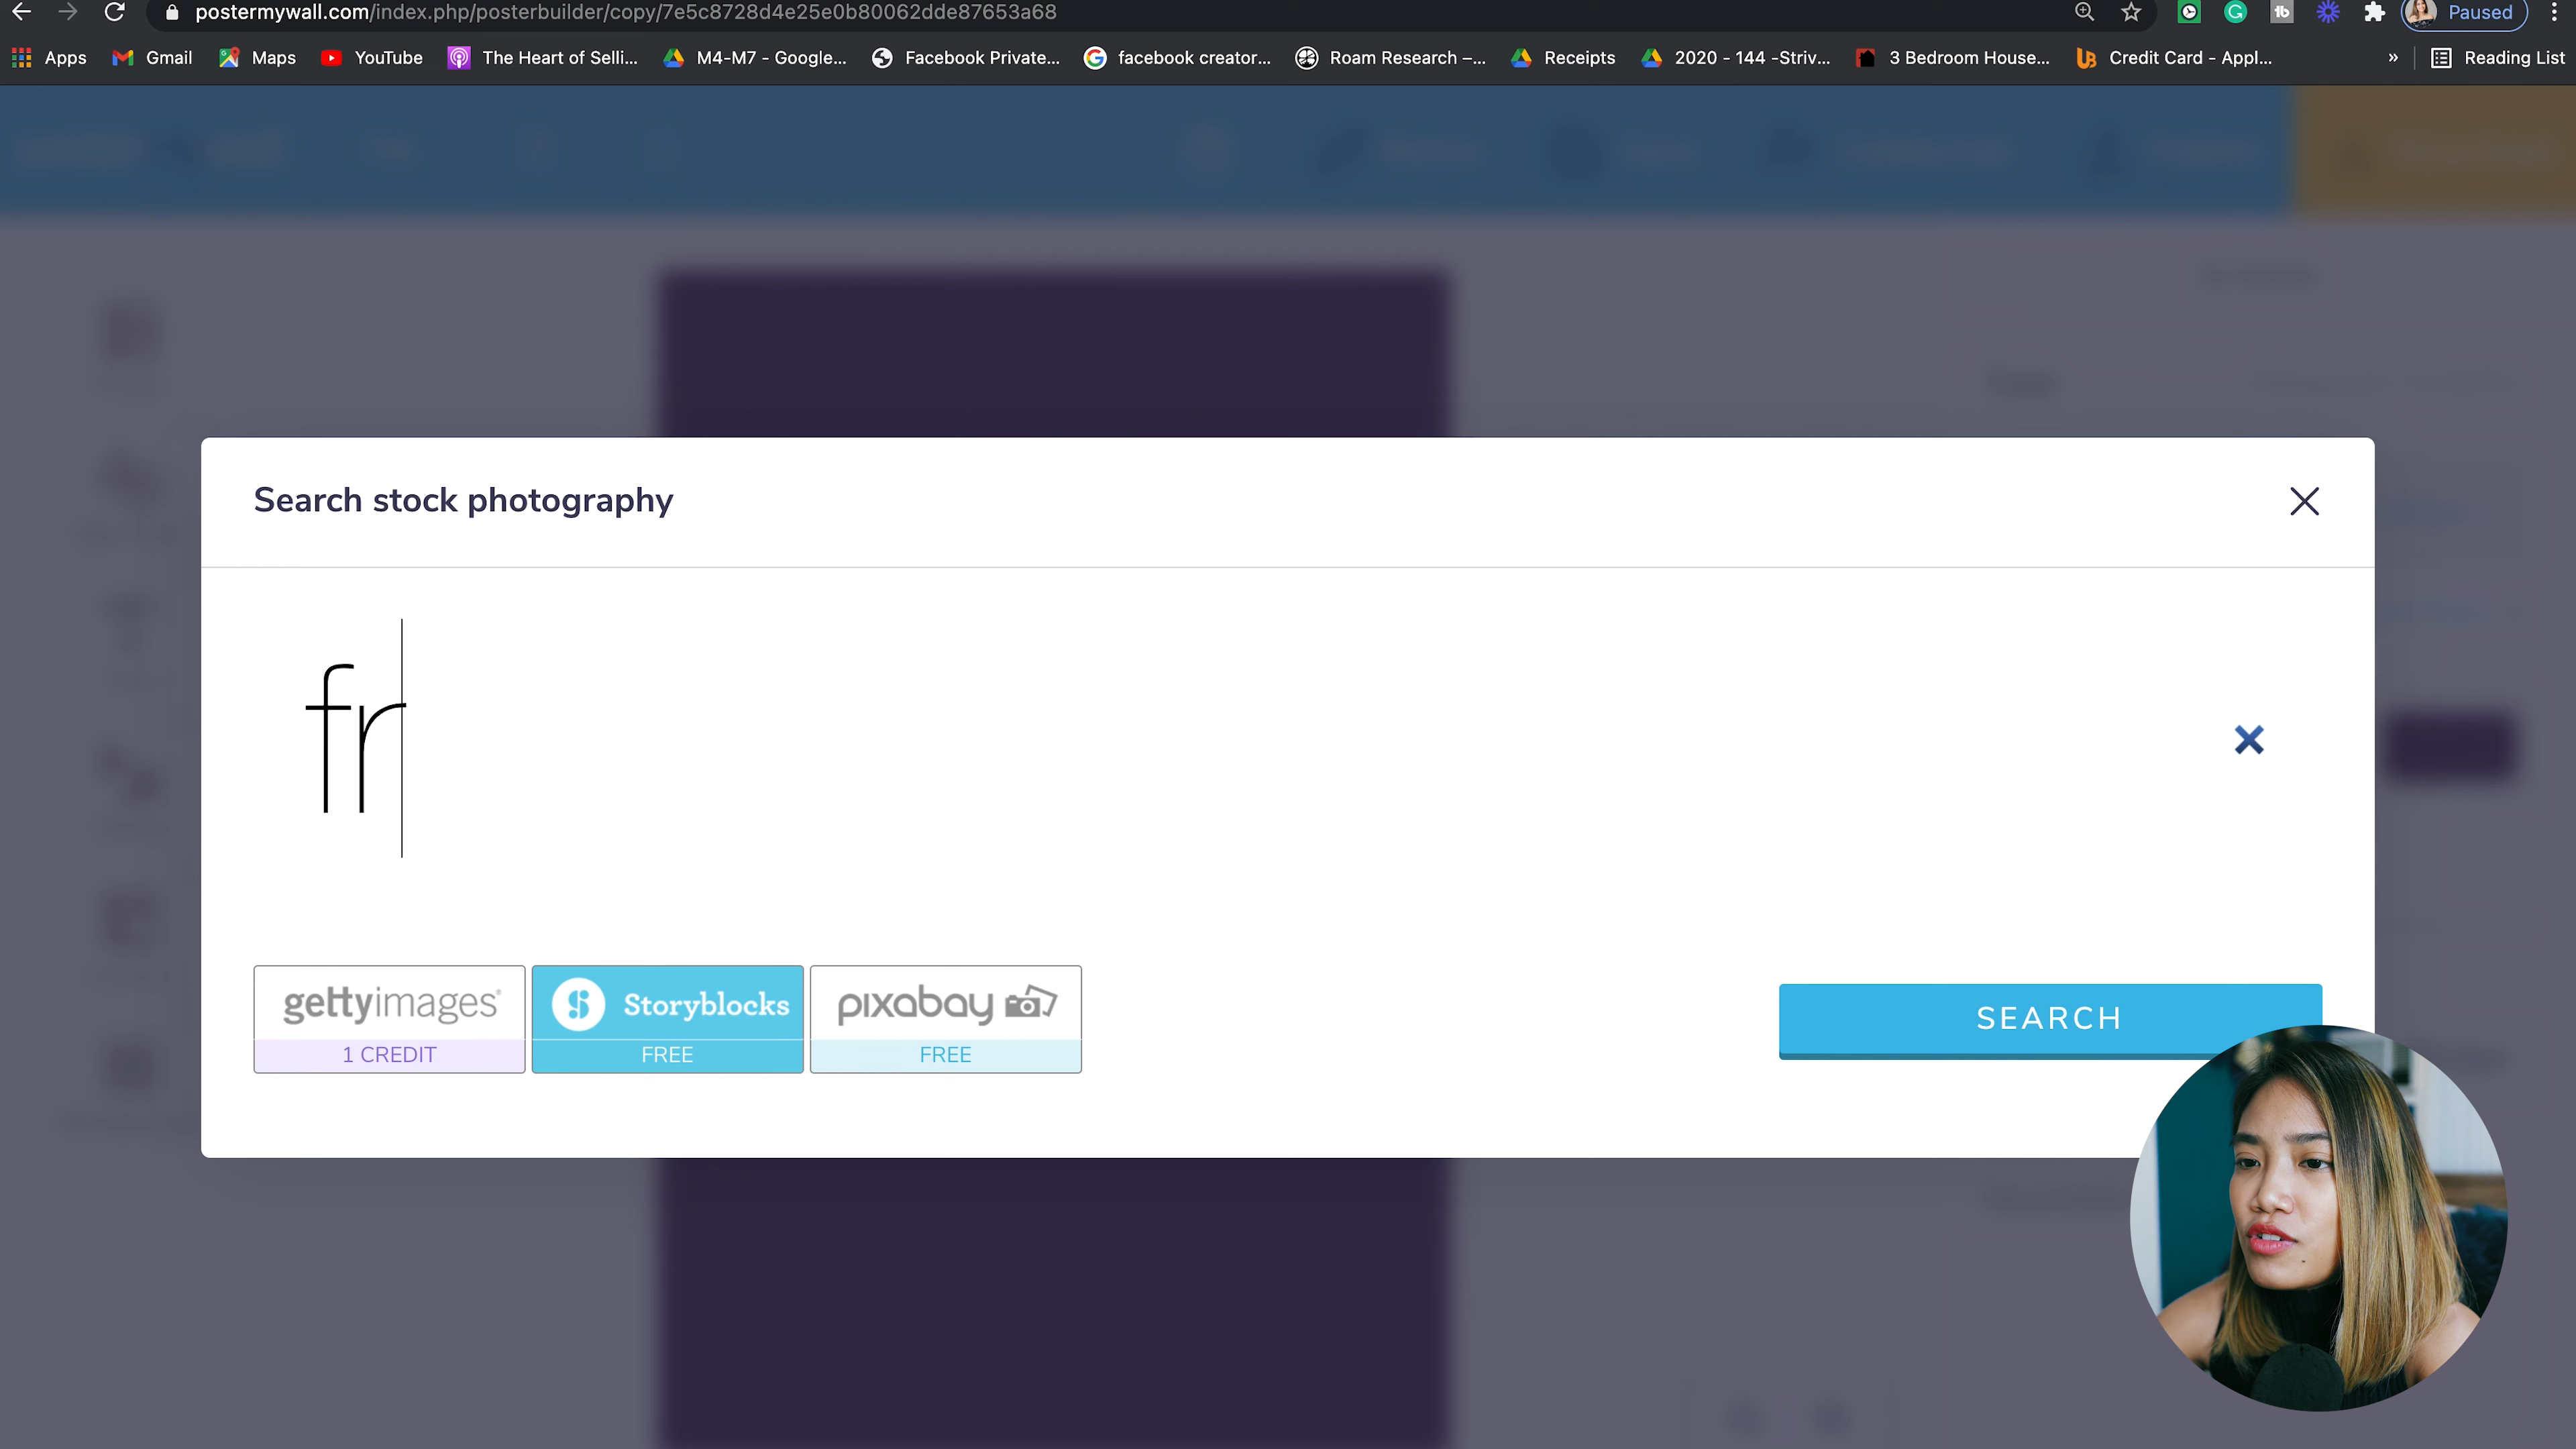 postermywall.com/index.php/posterbuilder/copy/7e5c8728d4e25e0b80062dde87653a68
Paused
Apps
Gmail
Maps
YouTube
The Heart of Selli...
M4-M7 - Google...
Facebook Private...
facebook creator...
Roam Research –...
Receipts
2020 - 144 -Striv...
3 Bedroom House...
Credit Card - Appl...
»
Reading List
Search stock photography
fr
gettyimages®
1 CREDIT
Storyblocks
FREE
pixabay
FREE
SEARCH